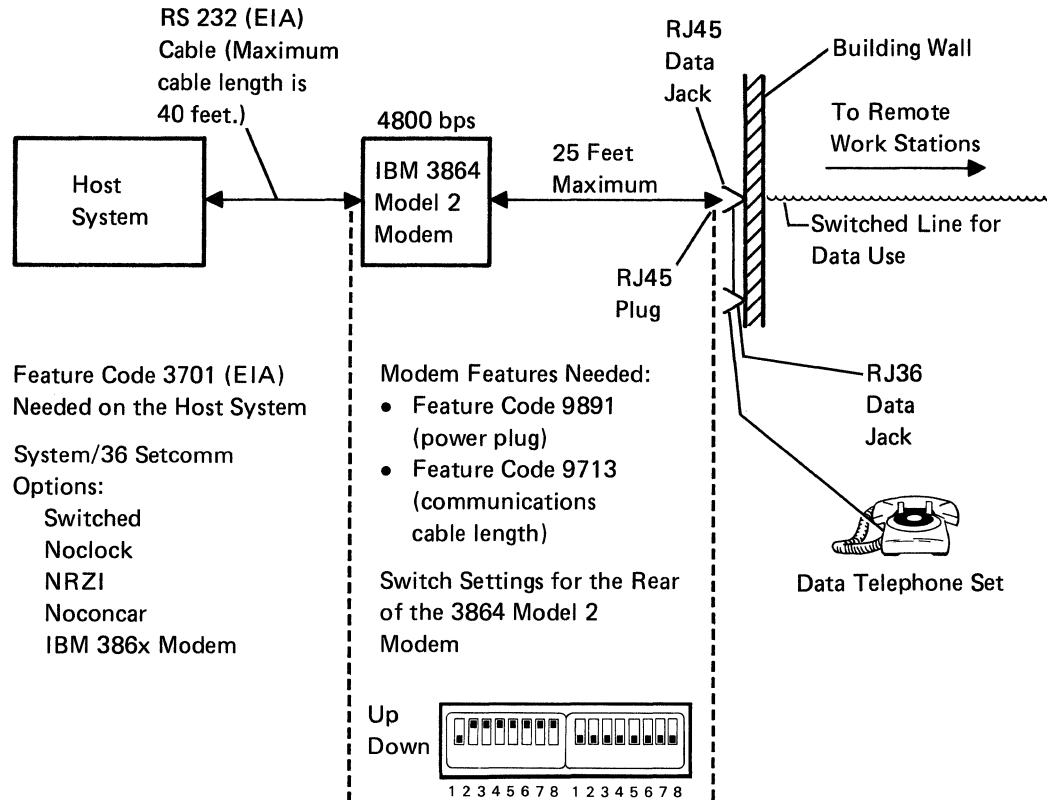 RS 232 (EIA)
Cable (Maximum
cable length is
40 feet.)
Host
System
4800 bps
IBM 3864
Model 2
Modem
25 Feet
Maximum
RJ45
Data
Jack
Building Wall
To Remote
Work Stations
Switched Line for
Data Use
RJ45
Plug
RJ36
Data
Jack
Data Telephone Set
Feature Code 3701 (EIA)
Needed on the Host System
System/36 Setcomm
Options:
Switched
Noclock
NRZI
Noconcar
IBM 386x Modem
Modem Features Needed:
• Feature Code 9891
(power plug)
• Feature Code 9713
(communications
cable length)
Switch Settings for the Rear
of the 3864 Model 2
Modem
Up
Down
1 2 3 4 5 6 7 8 1 2 3 4 5 6 7 8